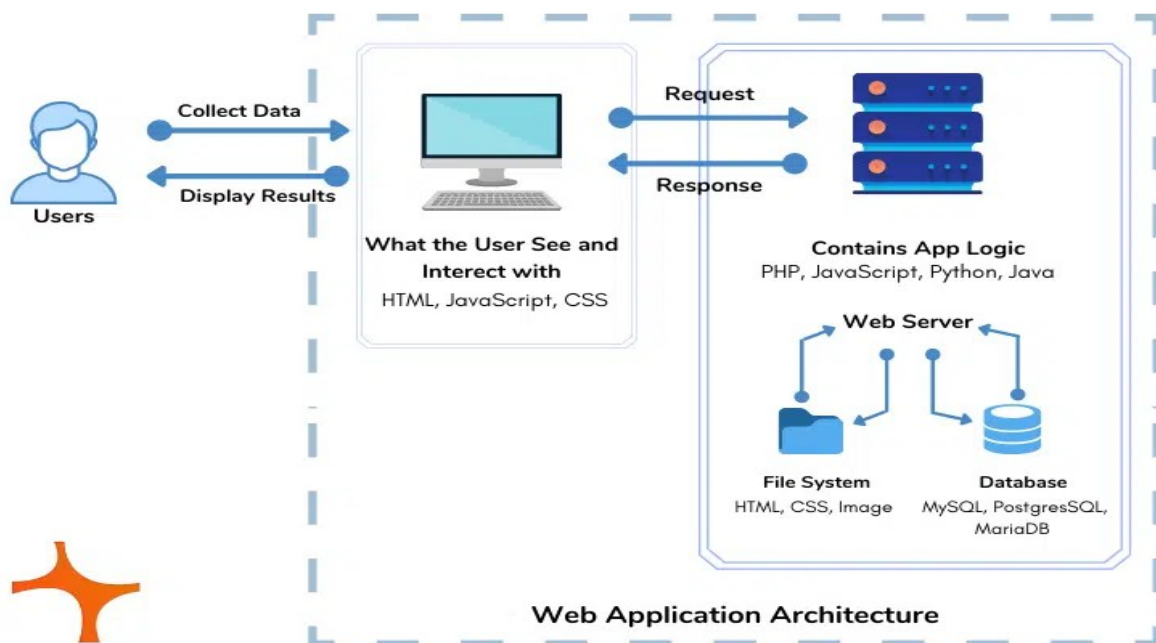 Collect Data
Display Results
Users
What the User See and
Interect with
HTML, JavaScript, CSS
Request
Response
Contains App Logic
PHP, JavaScript, Python, Java
Web Server
File System
HTML, CSS, Image
Database
MySQL, PostgresSQL,
MariaDB
Web Application Architecture